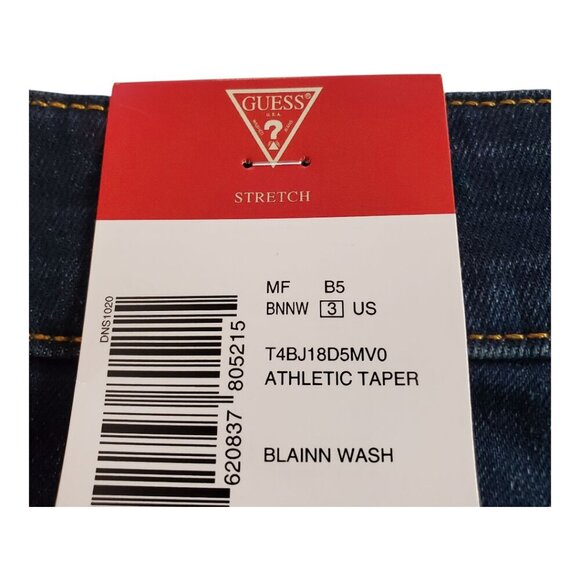 GUESS®
U.S.A.
?
STRETCH
MF B5
BNNW 3 US
T4BJ18D5MV0
ATHLETIC TAPER
BLAINN WASH
DNS1020
620837 805215